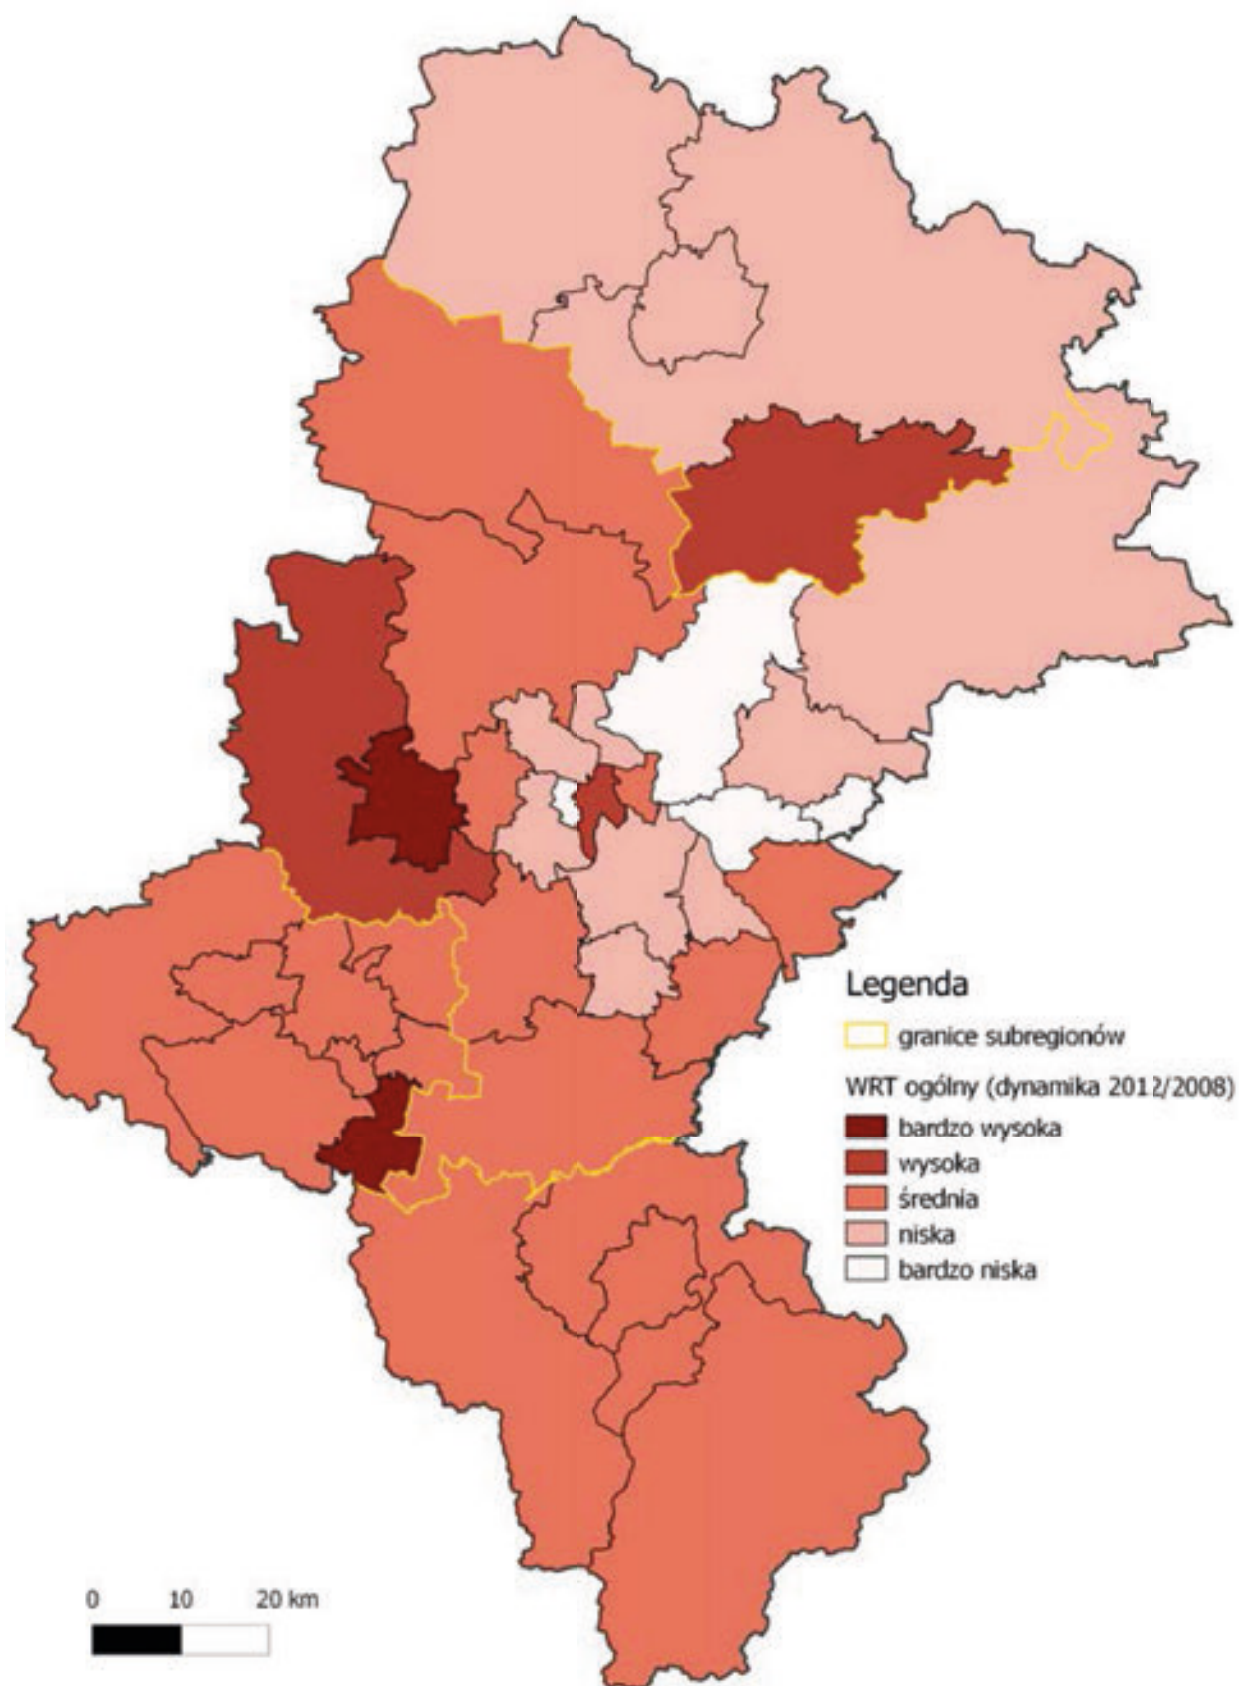 Legenda
granice subregionów
WRT ogólny (dynamika 2012/2008)
bardzo wysoka
wysoka
średnia
niska
bardzo niska
0 10 20 km